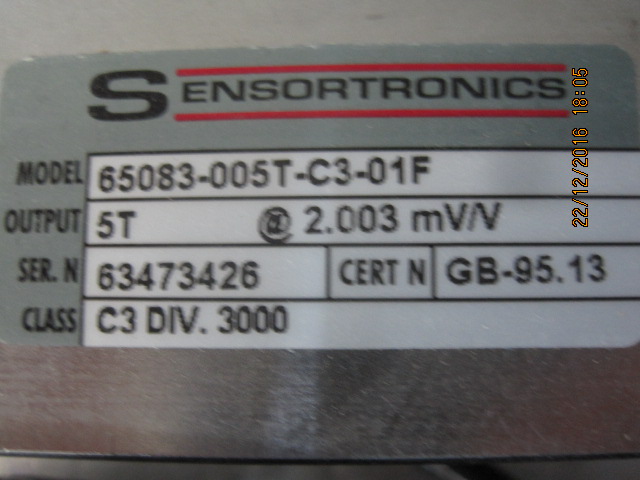 SENSORTRONICS
MODEL 65083-005T-C3-01F
OUTPUT 5T @ 2.003 mV/V
SER. N 63473426 CERT N GB-95.13
CLASS C3 DIV. 3000
22/12/2016 18:05